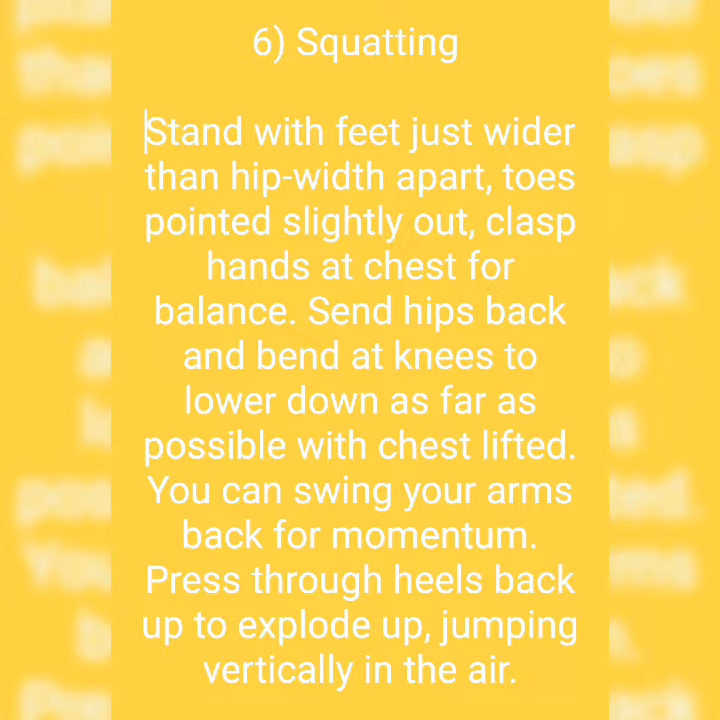 6) Squatting
Stand with feet just wider
than hip-width apart, toes
pointed slightly out, clasp
hands at chest for
balance. Send hips back
and bend at knees to
lower down as far as
possible with chest lifted.
You can swing your arms
back for momentum.
Press through heels back
up to explode up, jumping
vertically in the air.